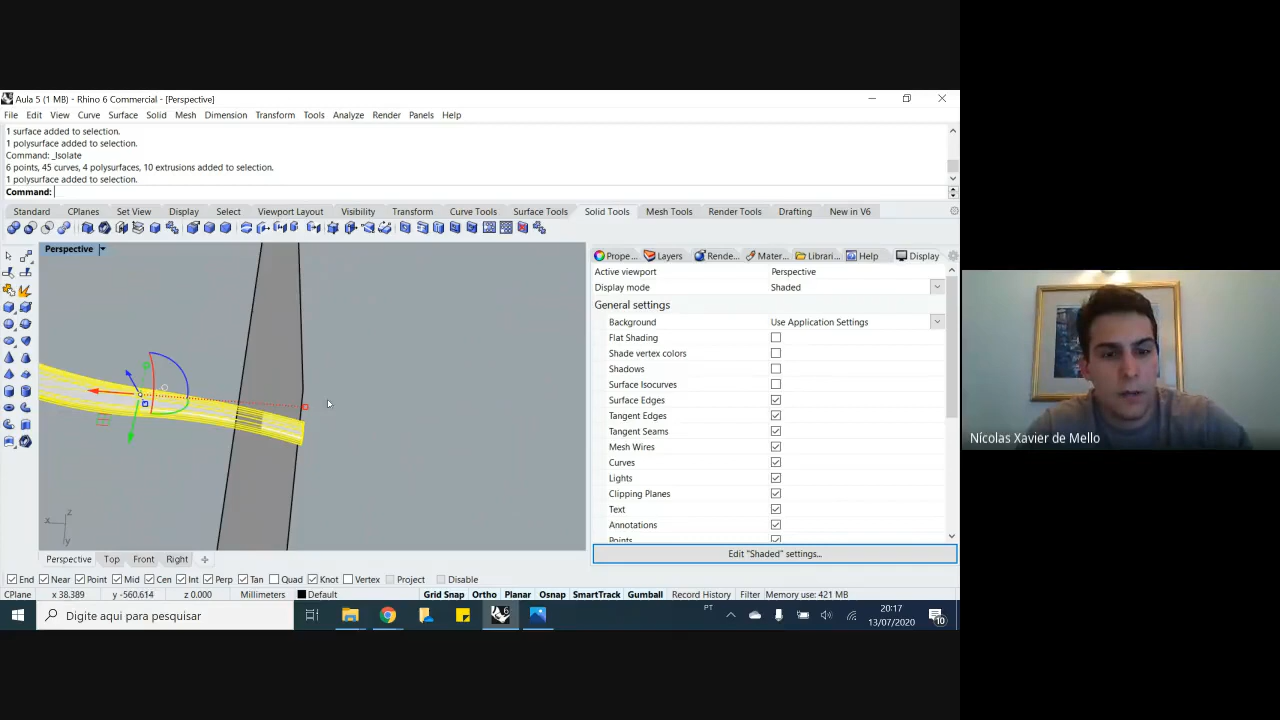 Aula 5 (1 MB) - Rhino 6 Commercial - [Perspective]
File Edit View Curve Surface Solid Mesh Dimension Transform Tools Analyze Render Panels Help
1 surface added to selection.
1 polysurface added to selection.
Command: _Isolate
6 points, 45 curves, 4 polysurfaces, 10 extrusions added to selection.
1 polysurface added to selection.
Command:
Standard CPlanes Set View Display Select Viewport Layout Visibility Transform Curve Tools Surface Tools Solid Tools Mesh Tools Render Tools Drafting New in V6
Perspective
Prope... Layers Rende... Mater... Librari... Help Display
Active viewport Perspective
Display mode Shaded
General settings
Background Use Application Settings
Flat Shading
Shade vertex colors
Shadows
Surface Isocurves
Surface Edges
Tangent Edges
Tangent Seams
Mesh Wires
Curves
Lights
Clipping Planes
Text
Annotations
Points
Edit "Shaded" settings...
z
x
y
Nícolas Xavier de Mello
Perspective Top Front Right
End Near Point Mid Cen Int Perp Tan Quad Knot Vertex Project Disable
CPlane x 38.389 y -560.614 z 0.000 Millimeters Default Grid Snap Ortho Planar Osnap SmartTrack Gumball Record History Filter Memory use: 421 MB
Digite aqui para pesquisar
6
PT
20:17
13/07/2020
10